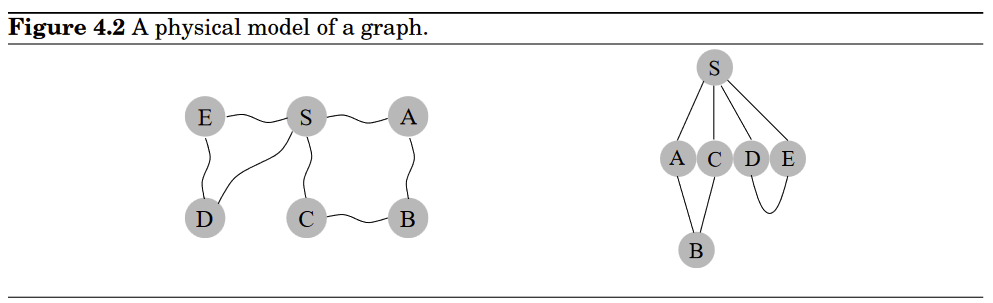 Figure 4.2 A physical model of a graph.
E S A
D C B
S
A C D E
B